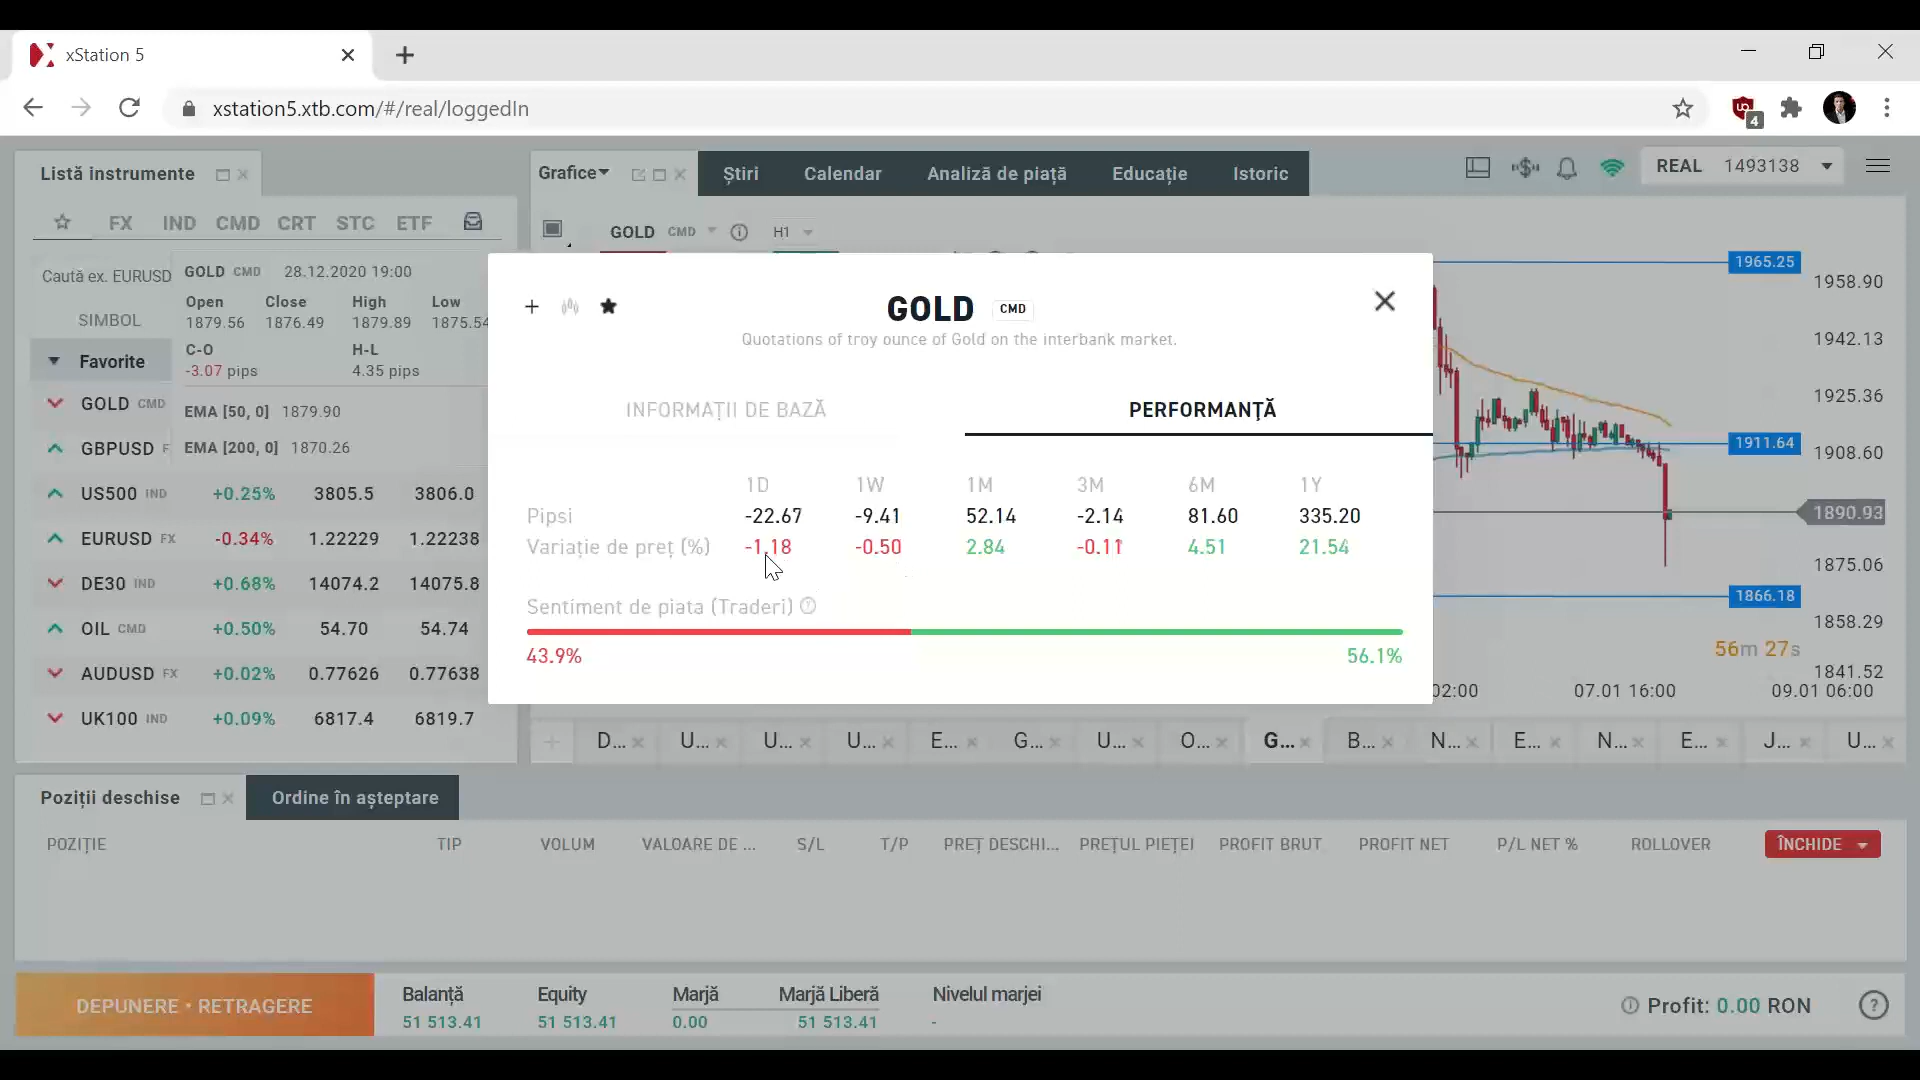 xStation 5
xstation5.xtb.com/#/real/loggedIn
4
Listă instrumente
Grafice
Știri
Calendar
Analiză de piață
Educație
Istoric
REAL 1493138
FX IND CMD CRT STC ETF
GOLD CMD H1
Caută ex. EURUSD
GOLD CMD 28.12.2020 19:00
Open Close High Low
1879.56 1876.49 1879.89 1875.54
C-O H-L
-3.07 pips 4.35 pips
EMA [50, 0] 1879.90
EMA [200, 0] 1870.26
SIMBOL
Favorite
GOLD CMD
GBPUSD F
US500 IND +0.25% 3805.5 3806.0
EURUSD FX -0.34% 1.22229 1.22238
DE30 IND +0.68% 14074.2 14075.8
OIL CMD +0.50% 54.70 54.74
AUDUSD FX +0.02% 0.77626 0.77638
UK100 IND +0.09% 6817.4 6819.7
GOLD CMD
Quotations of troy ounce of Gold on the interbank market.
INFORMAȚII DE BAZĂ
PERFORMANȚĂ
1D 1W 1M 3M 6M 1Y
Pipsi -22.67 -9.41 52.14 -2.14 81.60 335.20
Variație de preț (%) -1.18 -0.50 2.84 -0.11 4.51 21.54
Sentiment de piata (Traderi)
43.9% 56.1%
1965.25
1958.90
1942.13
1925.36
1911.64
1908.60
1890.93
1875.06
1866.18
1858.29
56m 27s
1841.52
02:00 07.01 16:00 09.01 06:00
D... U... U... U... E... G... U... O... G... B... N... E... N... E... J... U...
Poziții deschise
Ordine în așteptare
POZIȚIE TIP VOLUM VALOARE DE ... S/L T/P PREȚ DESCHI... PREȚUL PIEȚEI PROFIT BRUT PROFIT NET P/L NET % ROLLOVER ÎNCHIDE
DEPUNERE • RETRAGERE
Balanță Equity Marjă Marjă Liberă Nivelul marjei
51 513.41 51 513.41 0.00 51 513.41 -
Profit: 0.00 RON